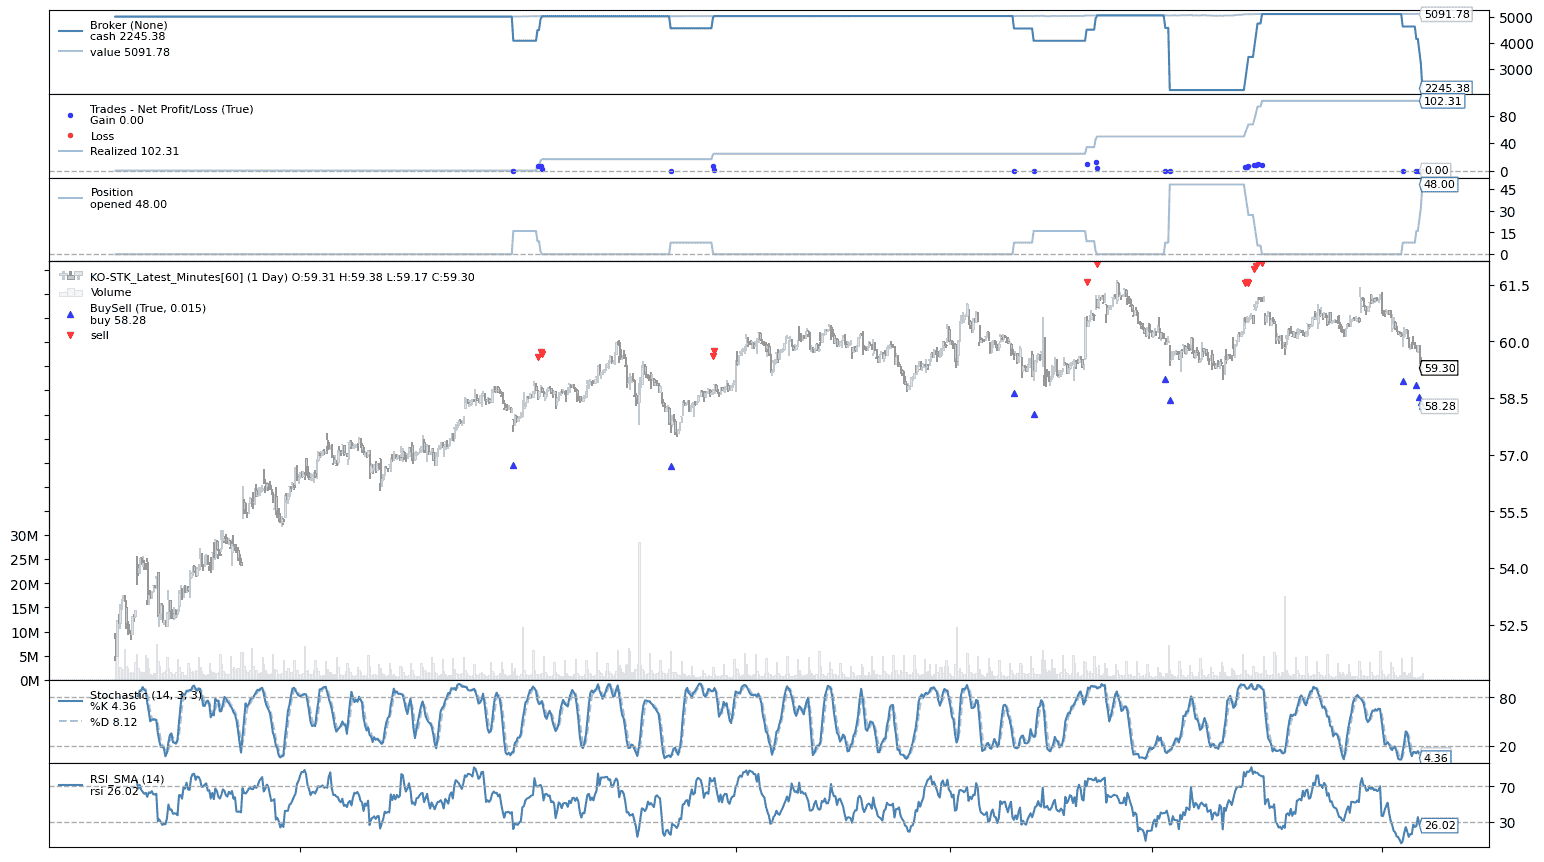 Broker (None)
cash 2245.38
value 5091.78
5091.78
5000
4000
3000
2245.38
Trades - Net Profit/Loss (True)
Gain 0.00
Loss
Realized 102.31
102.31
80
40
0.00
0
Position
opened 48.00
48.00
45
30
15
0
KO-STK_Latest_Minutes[60] (1 Day) O:59.31 H:59.38 L:59.17 C:59.30
Volume
BuySell (True, 0.015)
buy 58.28
sell
61.5
60.0
59.30
58.28
58.5
57.0
55.5
54.0
52.5
30M
25M
20M
15M
10M
5M
0M
Stochastic (14, 3, 3)
%K 4.36
%D 8.12
80
20
4.36
RSI_SMA (14)
rsi 26.02
70
30
26.02